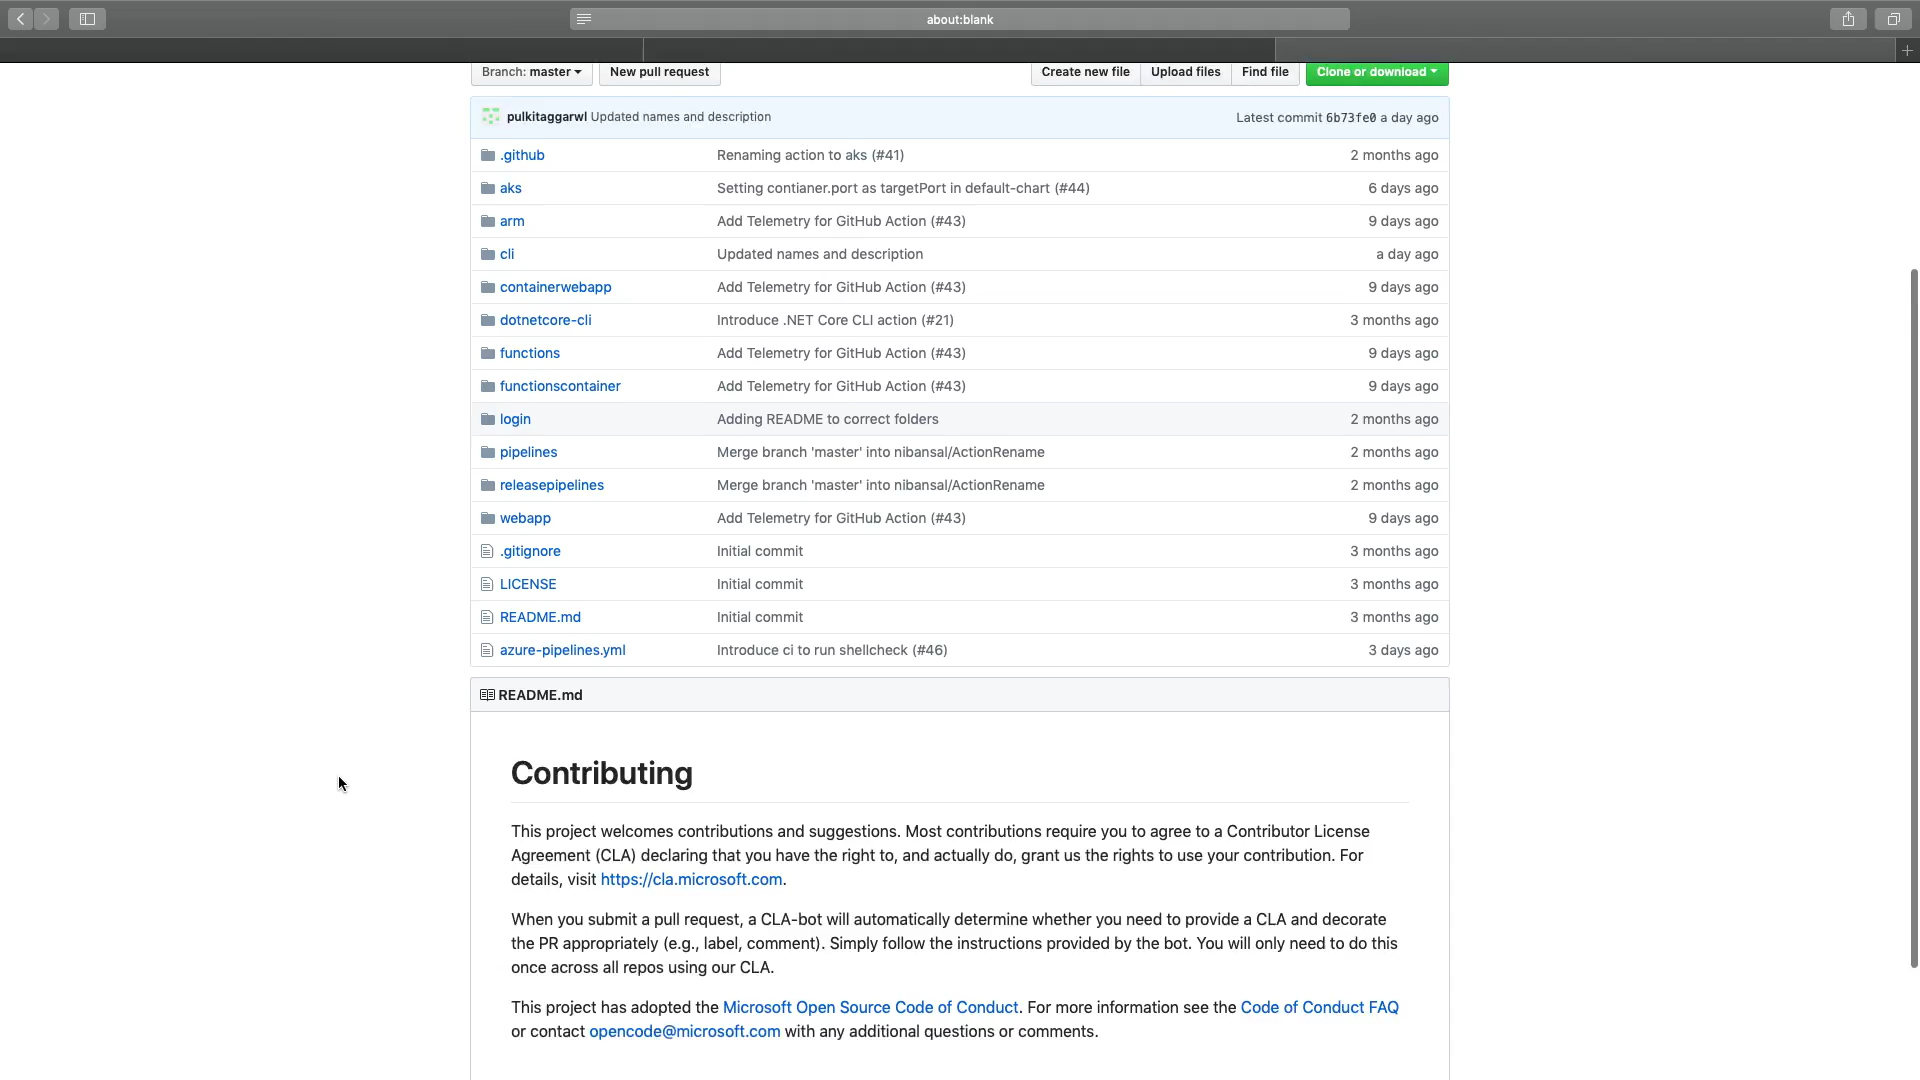 about:blank
Branch: master New pull request Create new file Upload files Find file Clone or download
pulkitaggarwl Updated names and description Latest commit 6b73fe0 a day ago
.github Renaming action to aks (#41) 2 months ago
aks Setting contianer.port as targetPort in default-chart (#44) 6 days ago
arm Add Telemetry for GitHub Action (#43) 9 days ago
cli Updated names and description a day ago
containerwebapp Add Telemetry for GitHub Action (#43) 9 days ago
dotnetcore-cli Introduce .NET Core CLI action (#21) 3 months ago
functions Add Telemetry for GitHub Action (#43) 9 days ago
functionscontainer Add Telemetry for GitHub Action (#43) 9 days ago
login Adding README to correct folders 2 months ago
pipelines Merge branch 'master' into nibansal/ActionRename 2 months ago
releasepipelines Merge branch 'master' into nibansal/ActionRename 2 months ago
webapp Add Telemetry for GitHub Action (#43) 9 days ago
.gitignore Initial commit 3 months ago
LICENSE Initial commit 3 months ago
README.md Initial commit 3 months ago
azure-pipelines.yml Introduce ci to run shellcheck (#46) 3 days ago
README.md
Contributing
This project welcomes contributions and suggestions. Most contributions require you to agree to a Contributor License
Agreement (CLA) declaring that you have the right to, and actually do, grant us the rights to use your contribution. For
details, visit https://cla.microsoft.com.
When you submit a pull request, a CLA-bot will automatically determine whether you need to provide a CLA and decorate
the PR appropriately (e.g., label, comment). Simply follow the instructions provided by the bot. You will only need to do this
once across all repos using our CLA.
This project has adopted the Microsoft Open Source Code of Conduct. For more information see the Code of Conduct FAQ
or contact opencode@microsoft.com with any additional questions or comments.